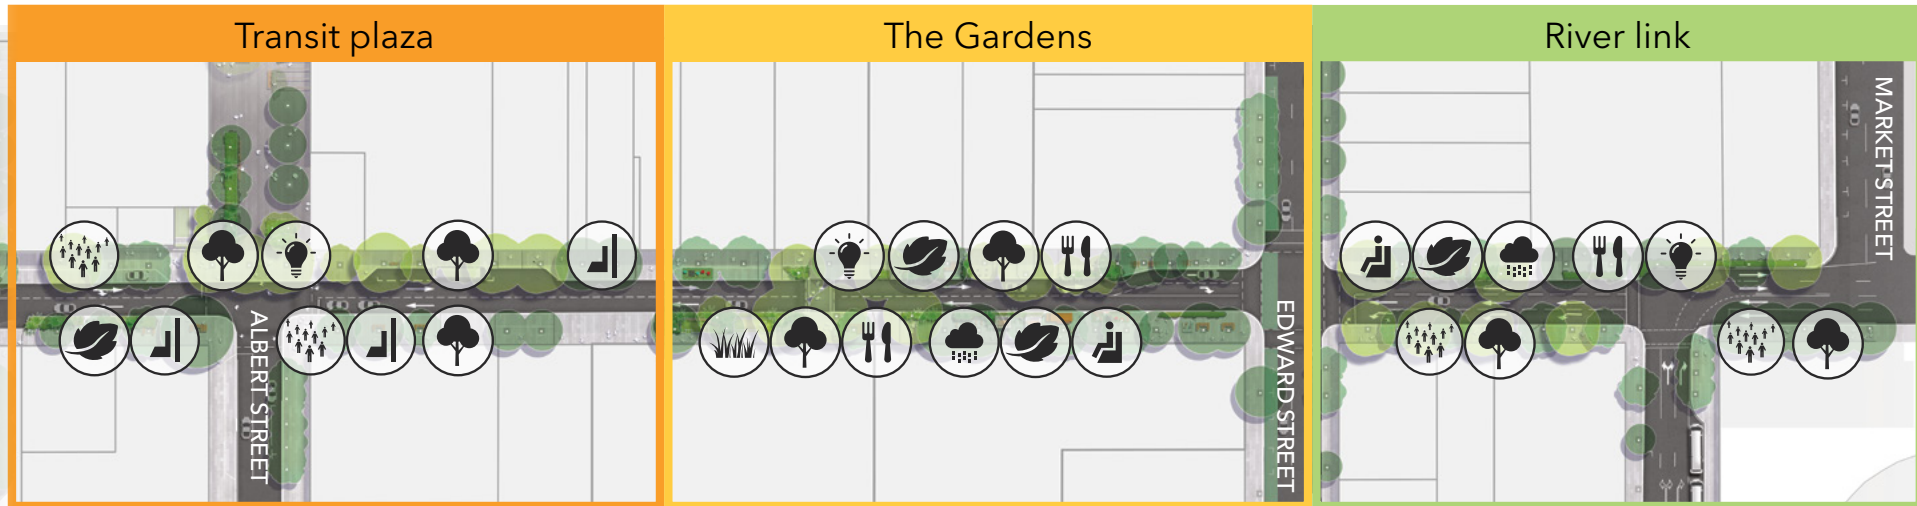 Transit plaza
The Gardens
River link
ALBERT STREET
EDWARD STREET
MARKET STREET